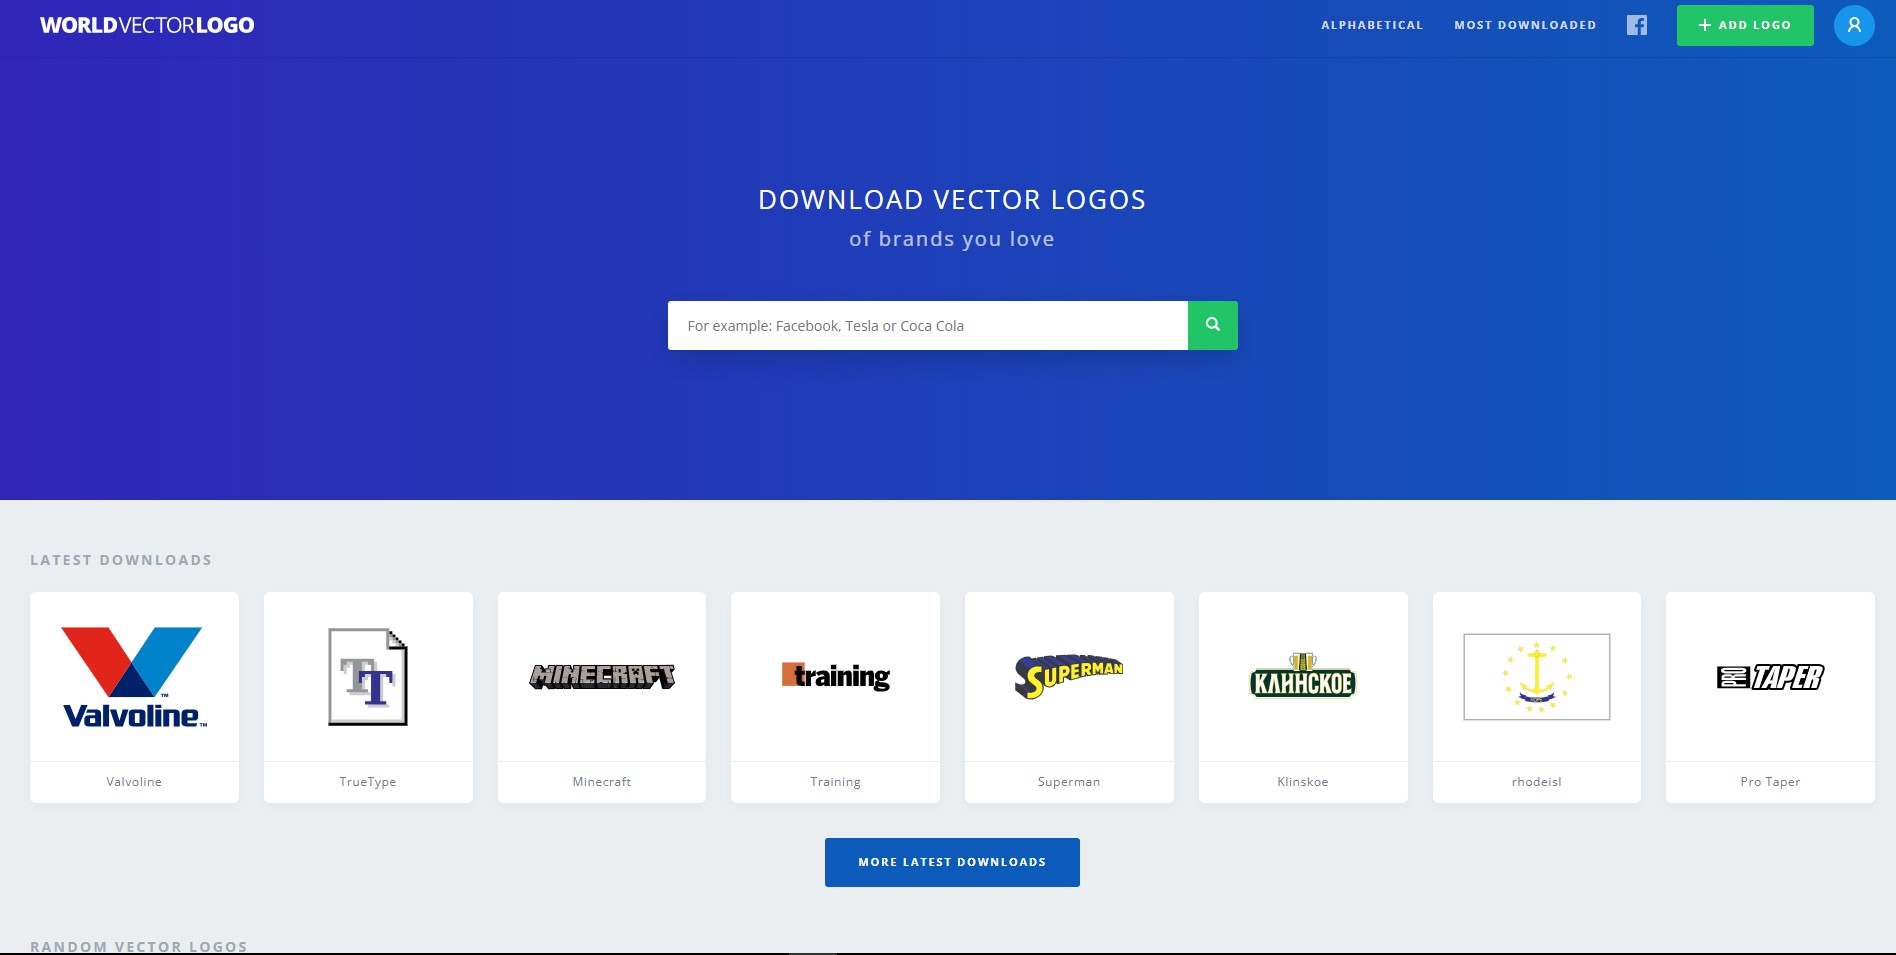 WORLDVECTORLOGO
ALPHABETICAL
MOST DOWNLOADED
ADD LOGO
DOWNLOAD VECTOR LOGOS
of brands you love
For example: Facebook, Tesla or Coca Cola
LATEST DOWNLOADS
Valvoline™
TT
MINECRAFT
training
SUPERMAN
КЛИНСКОЕ
PRO TAPER
Valvoline
TrueType
Minecraft
Training
Superman
Klinskoe
rhodeisl
Pro Taper
MORE LATEST DOWNLOADS
RANDOM VECTOR LOGOS